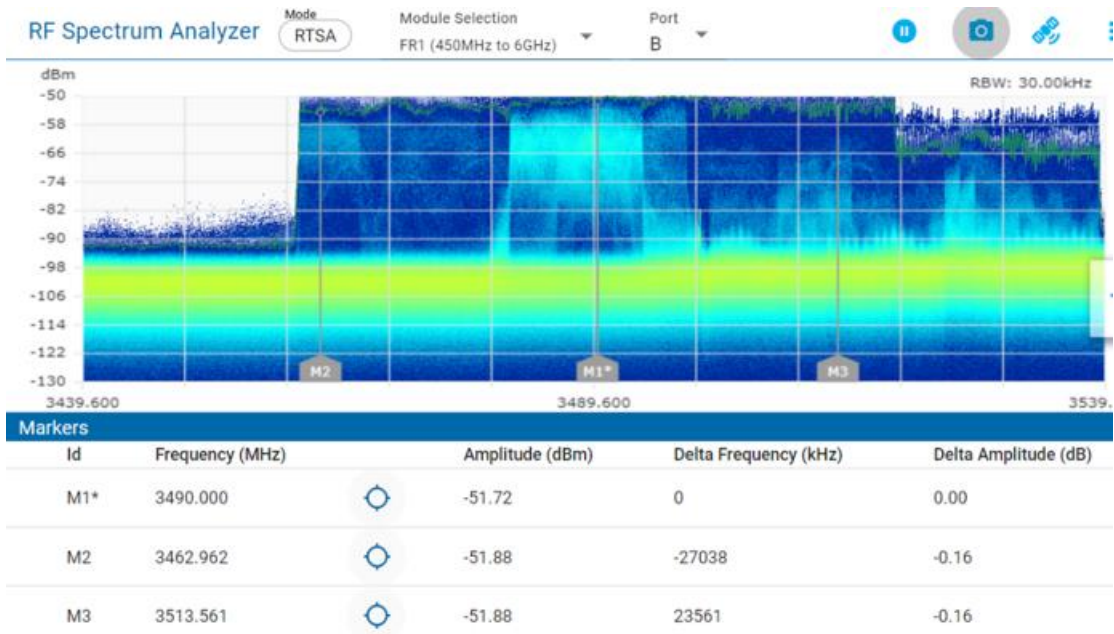 RF Spectrum Analyzer Mode RTSA Module Selection FR1 (450MHz to 6GHz) Port B
dBm RBW: 30.00kHz
-50
-58
-66
-74
-82
-90
-98
-106
-114
-122
-130
M2 M1* M3
3439.600 3489.600 3539.
Markers
Id Frequency (MHz) Amplitude (dBm) Delta Frequency (kHz) Delta Amplitude (dB)
M1* 3490.000 -51.72 0 0.00
M2 3462.962 -51.88 -27038 -0.16
M3 3513.561 -51.88 23561 -0.16